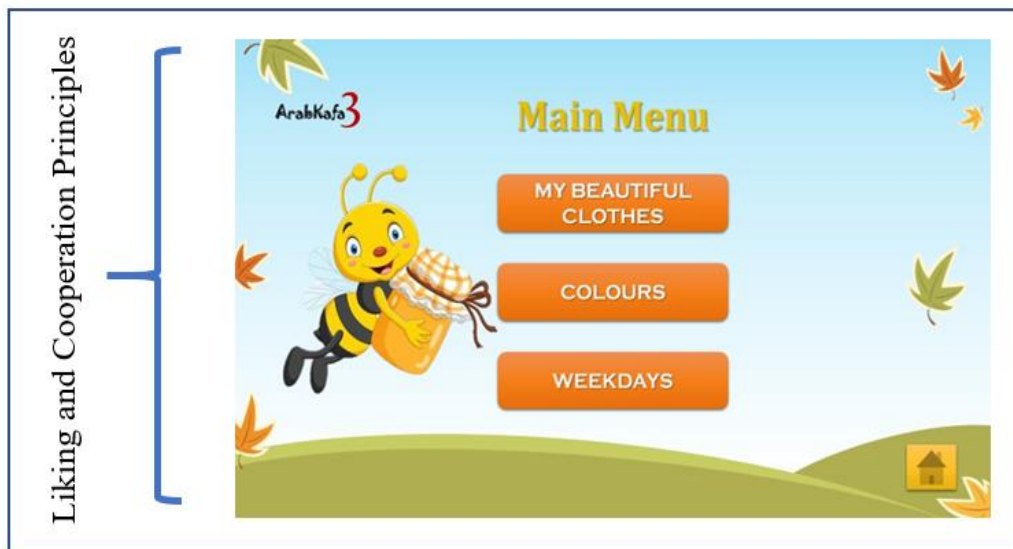 Liking and Cooperation Principles
ArabKafa3
Main Menu
MY BEAUTIFUL
CLOTHES
COLOURS
WEEKDAYS